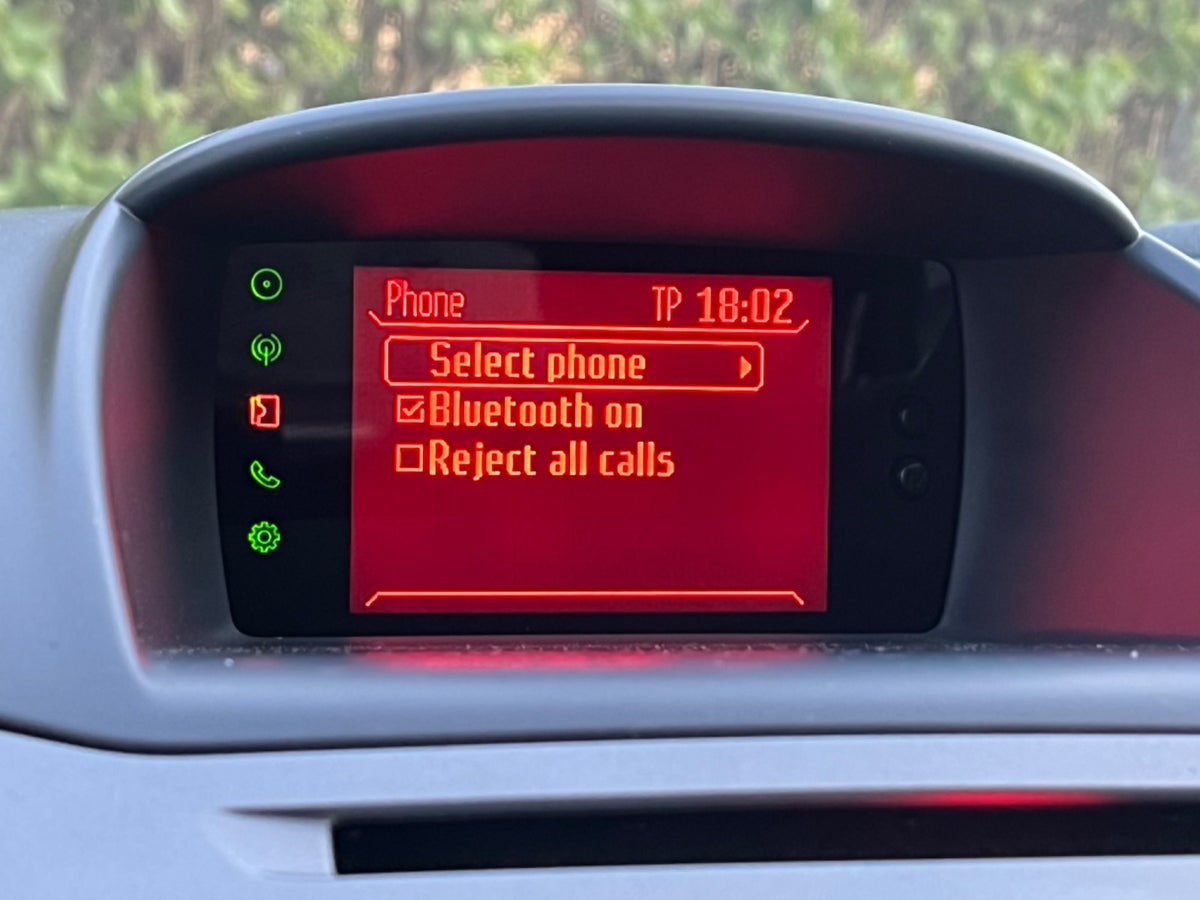 Phone TP 18:02
Select phone
Bluetooth on
Reject all calls